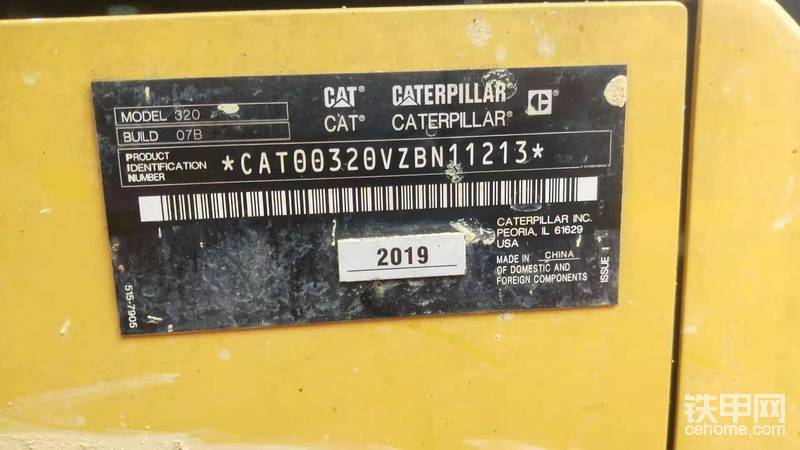 MODEL 320
BUILD 07B
CAT® CATERPILLAR® C®
CAT® CATERPILLAR®
PRODUCT
IDENTIFICATION
NUMBER
*CAT00320VZBN11213*
CATERPILLAR INC.
PEORIA, IL 61629
USA
2019
MADE IN CHINA
OF DOMESTIC AND
FOREIGN COMPONENTS
ISSUE 1
515-7905
铁甲网
cehome.com